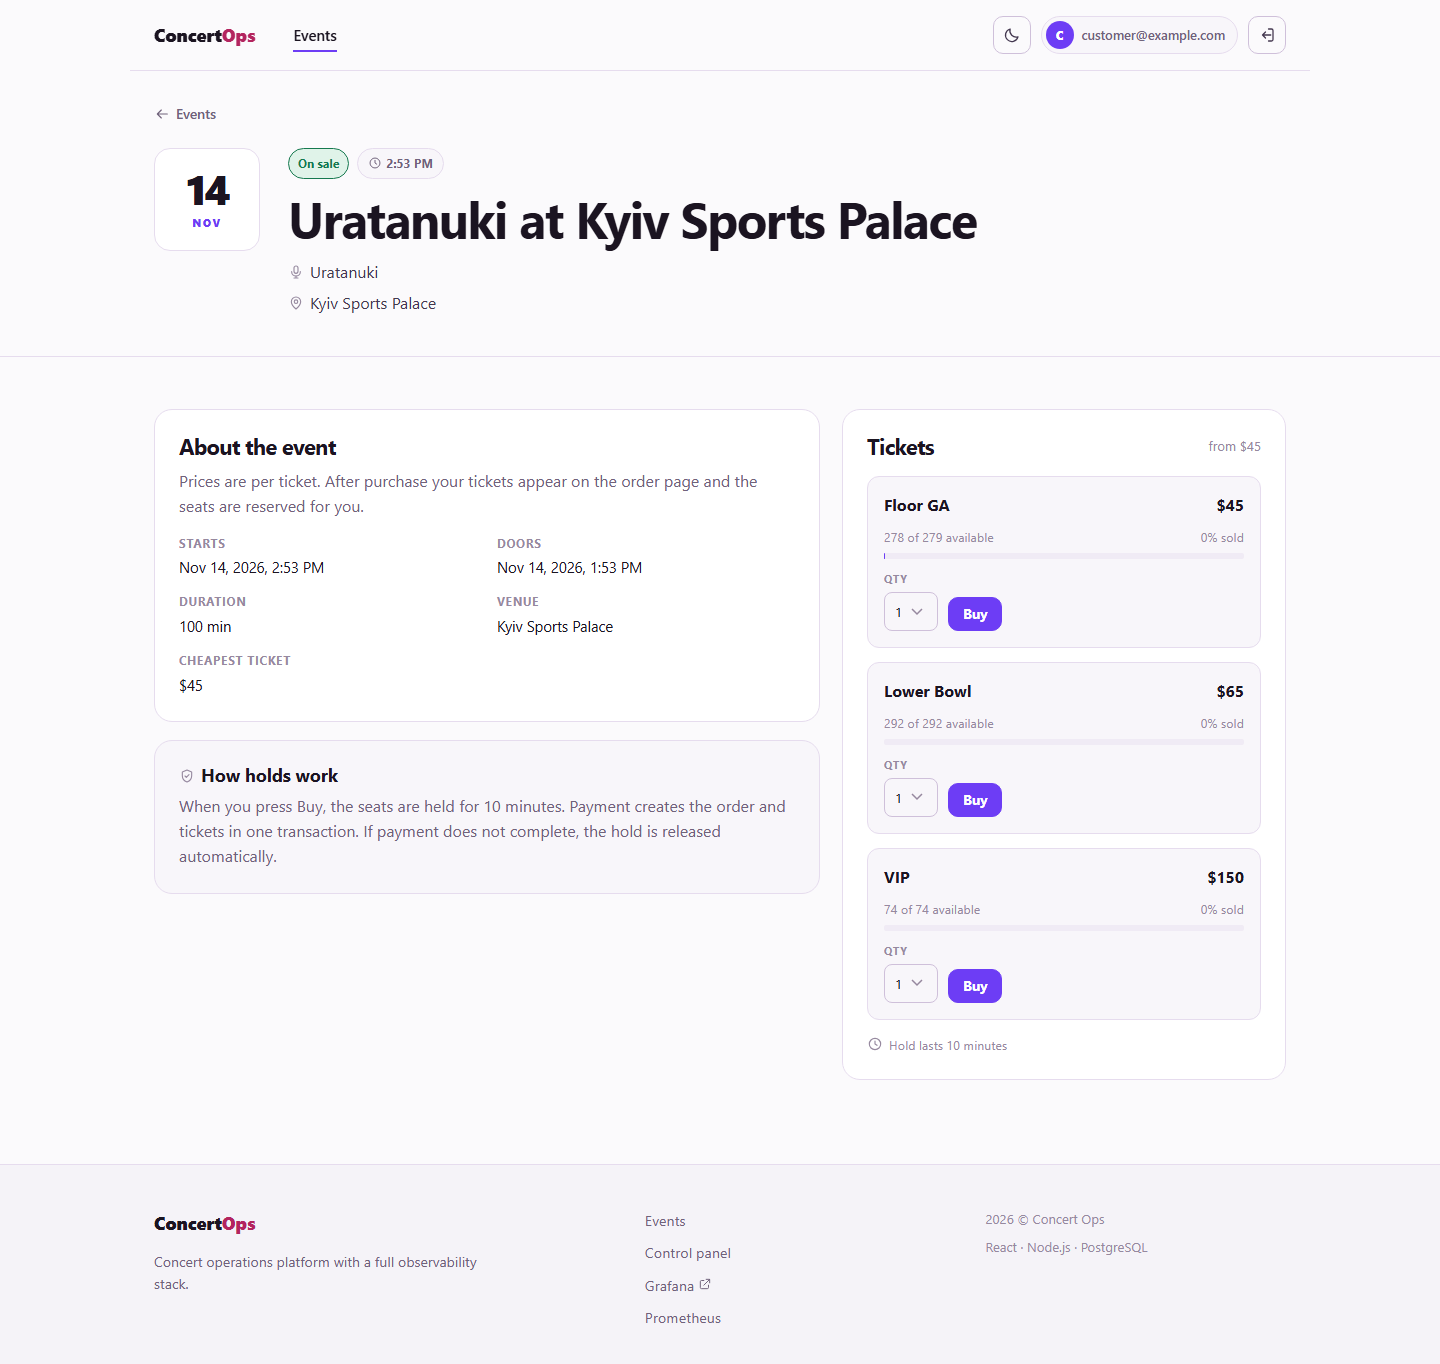 ConcertOps
Events
C
customer@example.com
Events
14
NOV
On sale
2:53 PM
Uratanuki at Kyiv Sports Palace
Uratanuki
Kyiv Sports Palace
About the event
Prices are per ticket. After purchase your tickets appear on the order page and the
seats are reserved for you.
STARTS
Nov 14, 2026, 2:53 PM
DOORS
Nov 14, 2026, 1:53 PM
DURATION
100 min
VENUE
Kyiv Sports Palace
CHEAPEST TICKET
$45
How holds work
When you press Buy, the seats are held for 10 minutes. Payment creates the order and
tickets in one transaction. If payment does not complete, the hold is released
automatically.
Tickets
from $45
Floor GA
$45
278 of 279 available
0% sold
QTY
1
Buy
Lower Bowl
$65
292 of 292 available
0% sold
QTY
1
Buy
VIP
$150
74 of 74 available
0% sold
QTY
1
Buy
Hold lasts 10 minutes
ConcertOps
Concert operations platform with a full observability
stack.
Events
Control panel
Grafana
Prometheus
2026 © Concert Ops
React · Node.js · PostgreSQL